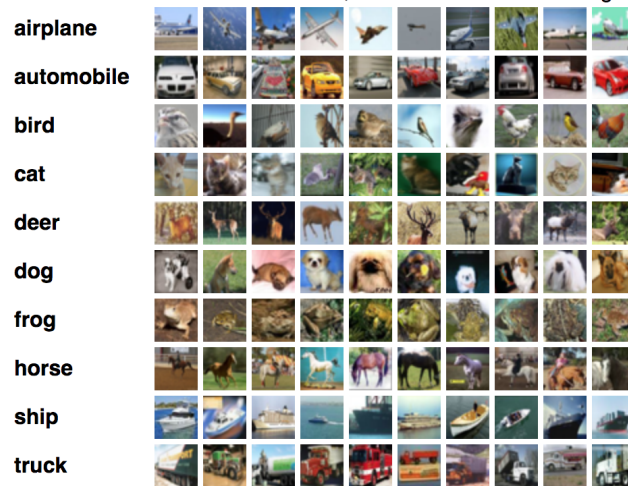 airplane
automobile
bird
cat
deer
dog
frog
horse
ship
truck